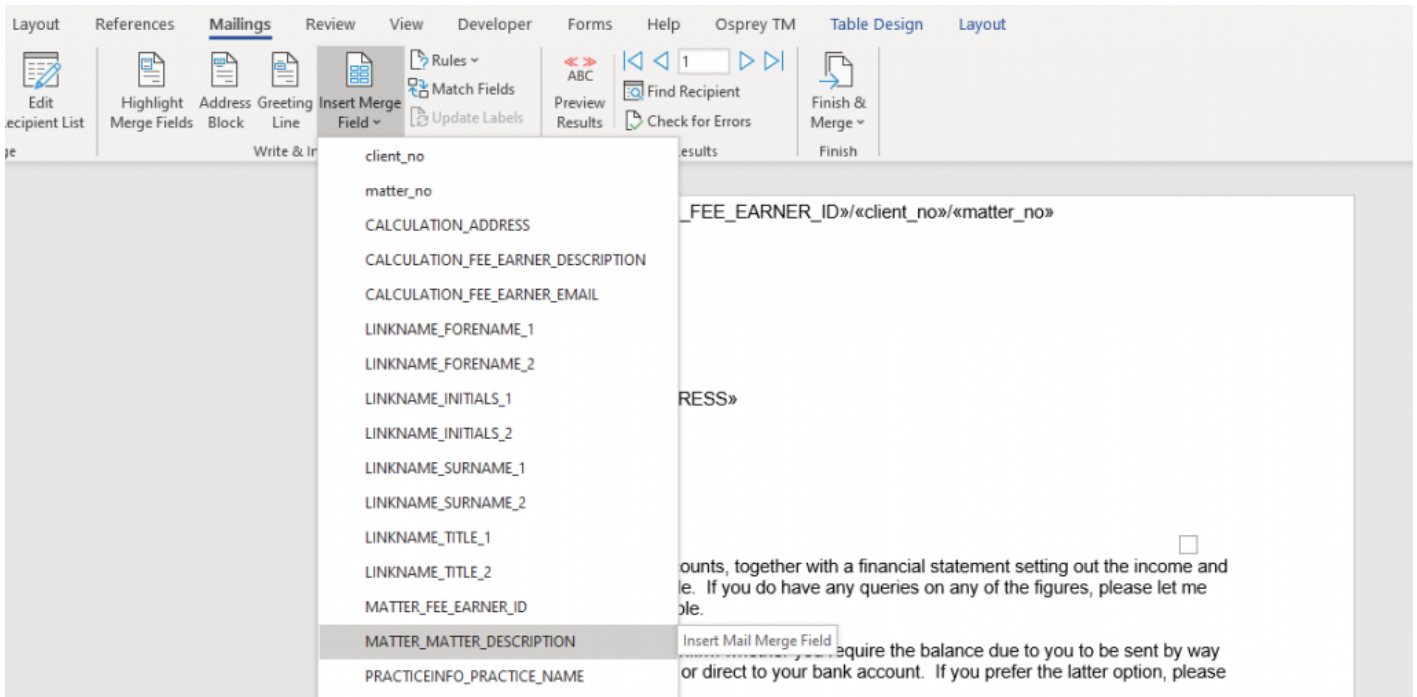 Layout References Mailings Review View Developer Forms Help Osprey TM Table Design Layout
Edit
ecipient List
Highlight
Merge Fields
Address
Block
Greeting
Line
Insert Merge
Field
Rules
Match Fields
Update Labels
ABC
Preview
Results
1
Find Recipient
Check for Errors
Finish &
Merge
ge
Write & In
esults
Finish
client_no
matter_no
CALCULATION_ADDRESS
CALCULATION_FEE_EARNER_DESCRIPTION
CALCULATION_FEE_EARNER_EMAIL
LINKNAME_FORENAME_1
LINKNAME_FORENAME_2
LINKNAME_INITIALS_1
LINKNAME_INITIALS_2
LINKNAME_SURNAME_1
LINKNAME_SURNAME_2
LINKNAME_TITLE_1
LINKNAME_TITLE_2
MATTER_FEE_EARNER_ID
MATTER_MATTER_DESCRIPTION
PRACTICEINFO_PRACTICE_NAME
Insert Mail Merge Field
_FEE_EARNER_ID»/«client_no»/«matter_no»
RESS»
ounts, together with a financial statement setting out the income and
le. If you do have any queries on any of the figures, please let me
ble.
require the balance due to you to be sent by way
or direct to your bank account. If you prefer the latter option, please